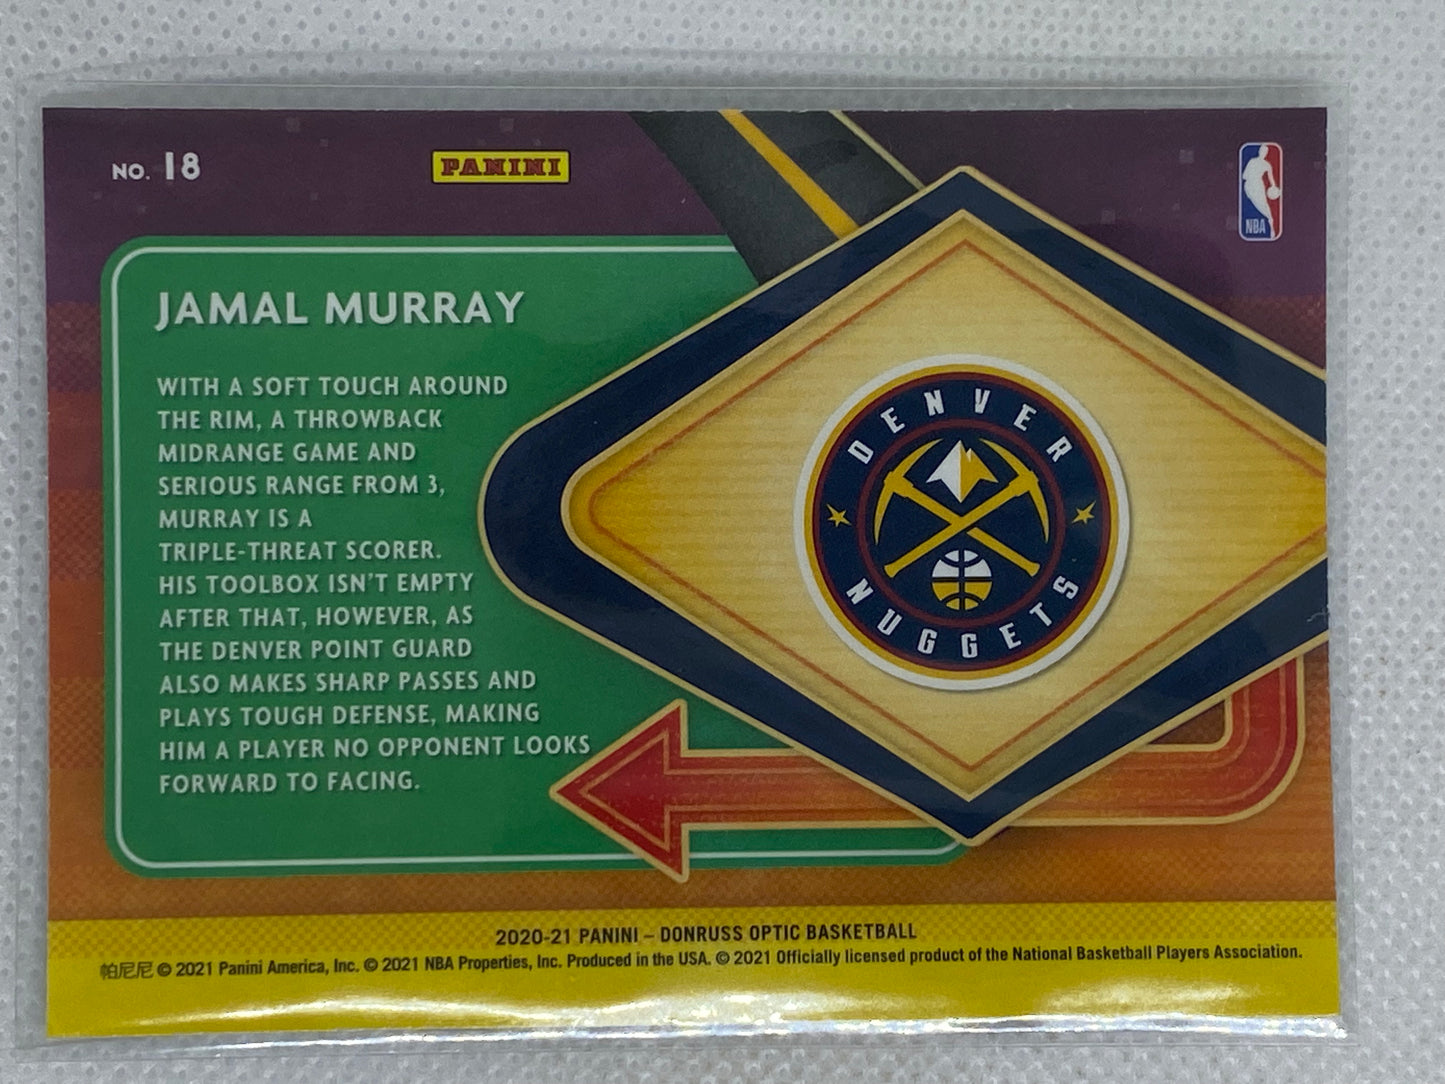 NO. 18
PANINI
NBA
JAMAL MURRAY
WITH A SOFT TOUCH AROUND
THE RIM, A THROWBACK
MIDRANGE GAME AND
SERIOUS RANGE FROM 3,
MURRAY IS A
TRIPLE-THREAT SCORER.
HIS TOOLBOX ISN'T EMPTY
AFTER THAT, HOWEVER, AS
THE DENVER POINT GUARD
ALSO MAKES SHARP PASSES AND
PLAYS TOUGH DEFENSE, MAKING
HIM A PLAYER NO OPPONENT LOOKS
FORWARD TO FACING.
DENVER
NUGGETS
2020-21 PANINI – DONRUSS OPTIC BASKETBALL
帕尼尼 © 2021 Panini America, Inc. © 2021 NBA Properties, Inc. Produced in the USA. © 2021 Officially licensed product of the National Basketball Players Association.